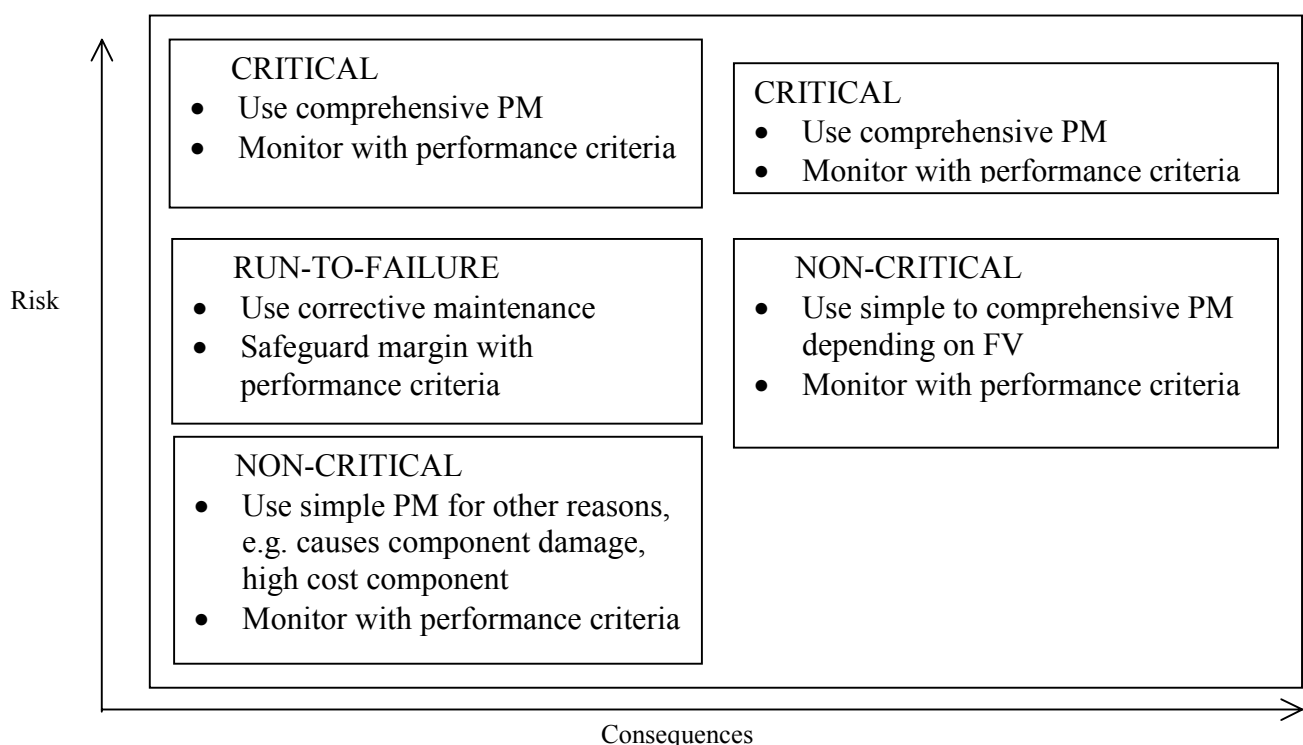 CRITICAL
• Use comprehensive PM
• Monitor with performance criteria
CRITICAL
• Use comprehensive PM
• Monitor with performance criteria
RUN-TO-FAILURE
• Use corrective maintenance
• Safeguard margin with
performance criteria
NON-CRITICAL
• Use simple to comprehensive PM
depending on FV
• Monitor with performance criteria
Risk
NON-CRITICAL
• Use simple PM for other reasons,
e.g. causes component damage,
high cost component
• Monitor with performance criteria
Consequences